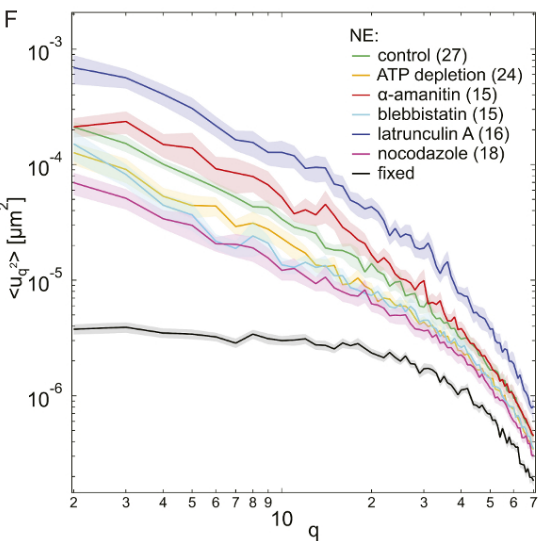 F
NE:
control (27)
ATP depletion (24)
α-amanitin (15)
blebbistatin (15)
latrunculin A (16)
nocodazole (18)
fixed
10⁻³
10⁻⁴
10⁻⁵
10⁻⁶
<u_q²> [µm²]
2 3 4 5 6 7 8 9 2 3 4 5 6 7
10
q